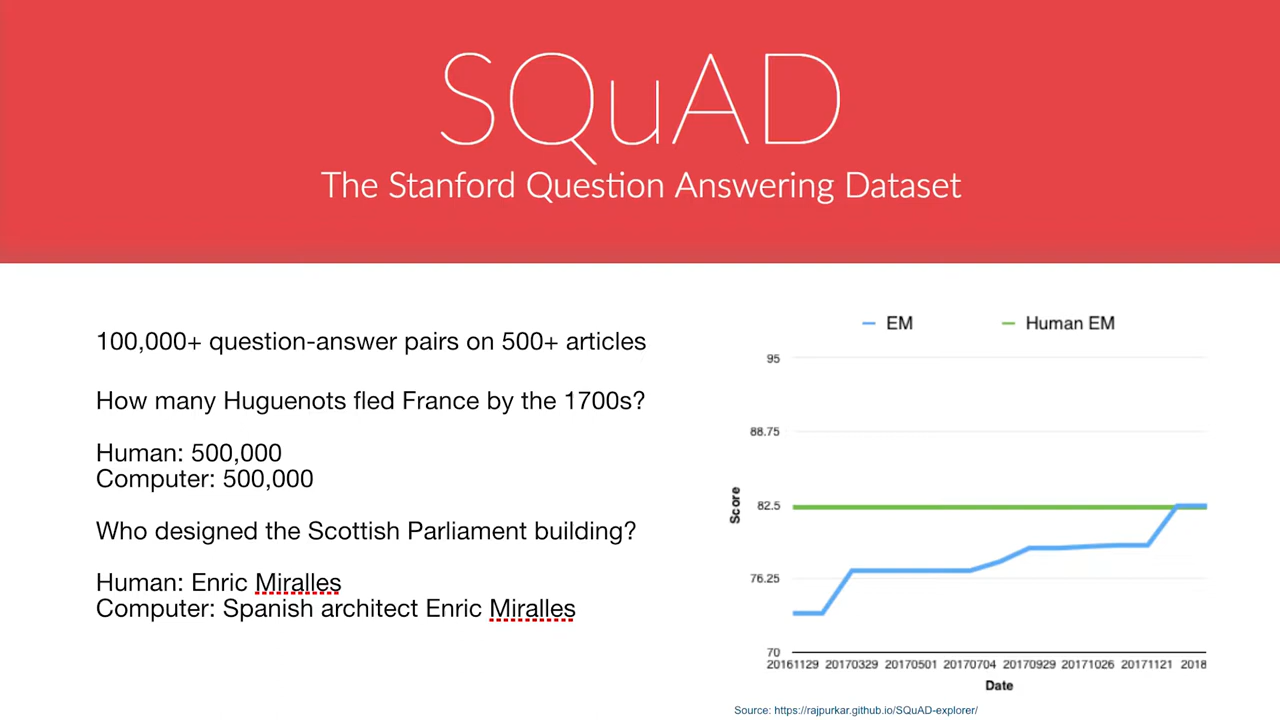 SQuAD
The Stanford Question Answering Dataset
100,000+ question-answer pairs on 500+ articles
How many Huguenots fled France by the 1700s?
Human: 500,000
Computer: 500,000
Who designed the Scottish Parliament building?
Human: Enric Miralles
Computer: Spanish architect Enric Miralles
EM
Human EM
95
88.75
82.5
76.25
70
Score
20161129 20170329 20170501 20170704 20170929 20171026 20171121 2018
Date
Source: https://rajpurkar.github.io/SQuAD-explorer/